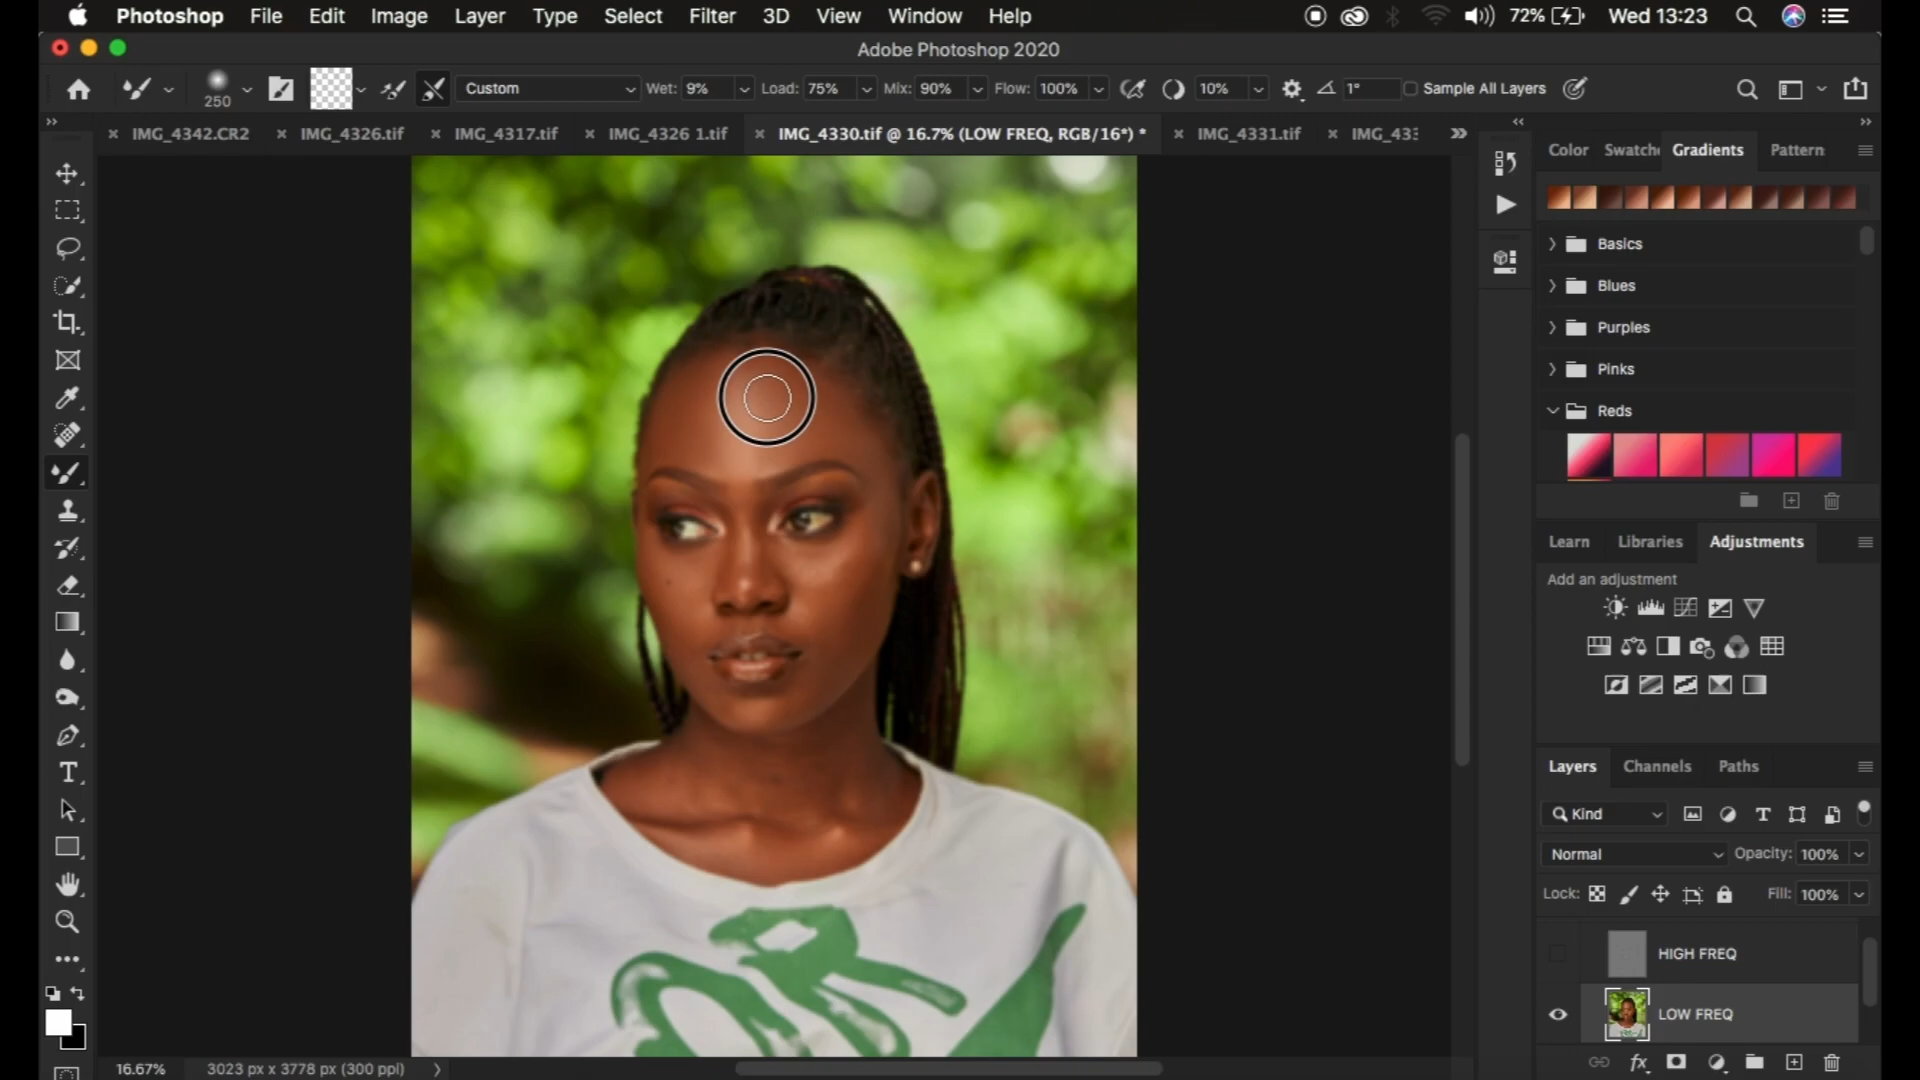 Photoshop File Edit Image Layer Type Select Filter 3D View Window Help 72% Wed 13:23
Adobe Photoshop 2020
250 Custom Wet: 9% Load: 75% Mix: 90% Flow: 100% 10% 1° Sample All Layers
IMG_4342.CR2 IMG_4326.tif IMG_4317.tif IMG_4326 1.tif IMG_4330.tif @ 16.7% (LOW FREQ, RGB/16*) * IMG_4331.tif IMG_433
Color Swatche Gradients Pattern
Basics
Blues
Purples
Pinks
Reds
Learn Libraries Adjustments
Add an adjustment
Layers Channels Paths
Kind
Normal Opacity: 100%
Lock: Fill: 100%
HIGH FREQ
LOW FREQ
16.67% 3023 px x 3778 px (300 ppi)